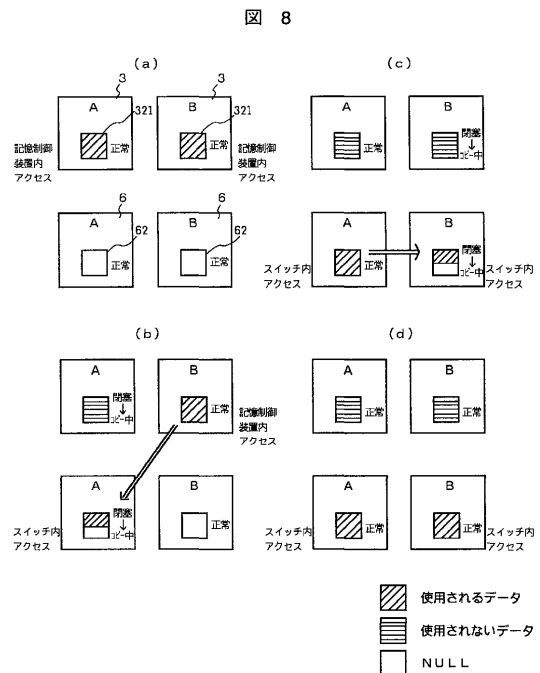 図 8
(a)
3
3
A
B
321
321
正常
正常
記憶制御
装置内
アクセス
記憶制御
装置内
アクセス
6
6
A
B
62
62
正常
正常
(c)
A
B
正常
閉塞
↓
コピー中
A
B
正常
閉塞
↓
コピー中
スイッチ内
アクセス
スイッチ内
アクセス
(b)
A
B
閉塞
↓
コピー中
正常
記憶制御
装置内
アクセス
A
B
閉塞
↓
コピー中
正常
スイッチ内
アクセス
(d)
A
B
正常
正常
A
B
正常
正常
スイッチ内
アクセス
スイッチ内
アクセス
使用されるデータ
使用されないデータ
NULL